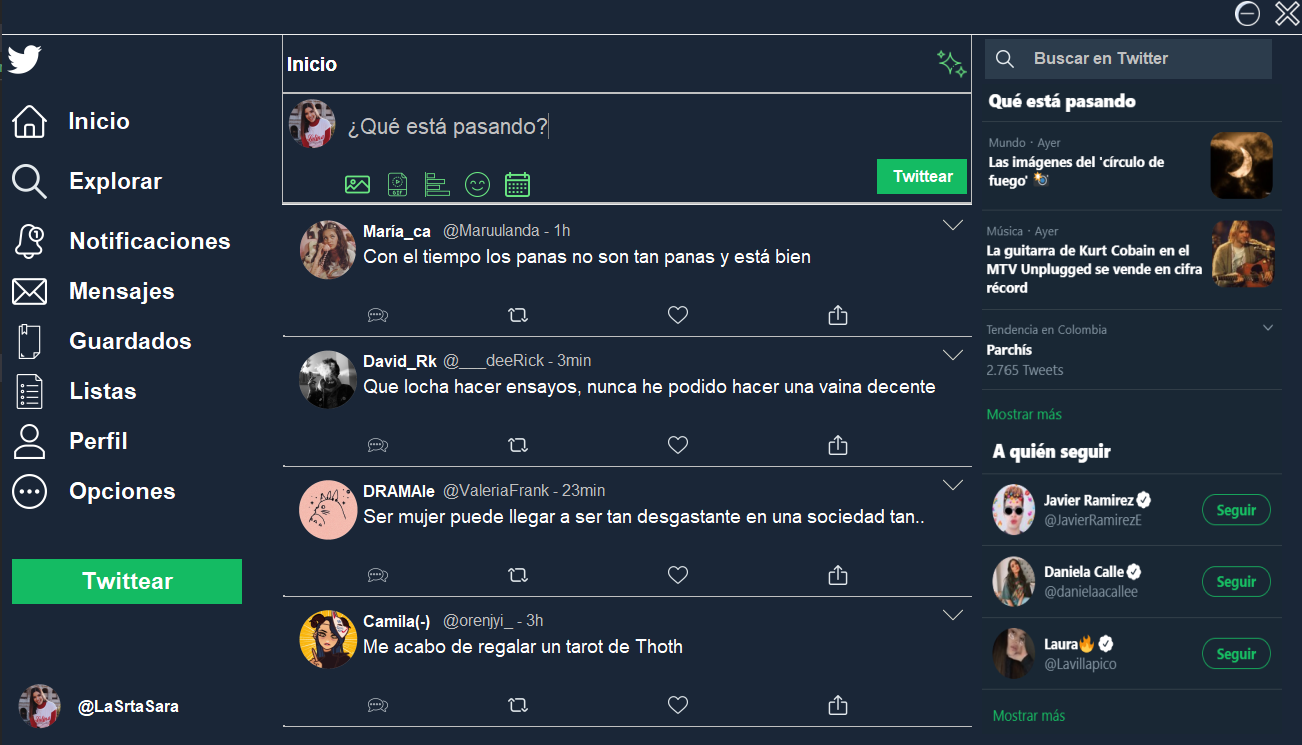 Inicio
Explorar
Notificaciones
Mensajes
Guardados
Listas
Perfil
Opciones
Twittear
@LaSrtaSara
Inicio
¿Qué está pasando?
GIF
Twittear
María_ca @Maruulanda - 1h
Con el tiempo los panas no son tan panas y está bien
David_Rk @___deeRick - 3min
Que locha hacer ensayos, nunca he podido hacer una vaina decente
DRAMAle @ValeriaFrank - 23min
Ser mujer puede llegar a ser tan desgastante en una sociedad tan..
Camila(-) @orenjyi_ - 3h
Me acabo de regalar un tarot de Thoth
Buscar en Twitter
Qué está pasando
Mundo · Ayer
Las imágenes del 'círculo de
fuego' 📸
Música · Ayer
La guitarra de Kurt Cobain en el
MTV Unplugged se vende en cifra
récord
Tendencia en Colombia
Parchís
2.765 Tweets
Mostrar más
A quién seguir
Javier Ramirez
@JavierRamirezE
Seguir
Daniela Calle
@danielaacallee
Seguir
Laura🔥
@Lavillapico
Seguir
Mostrar más